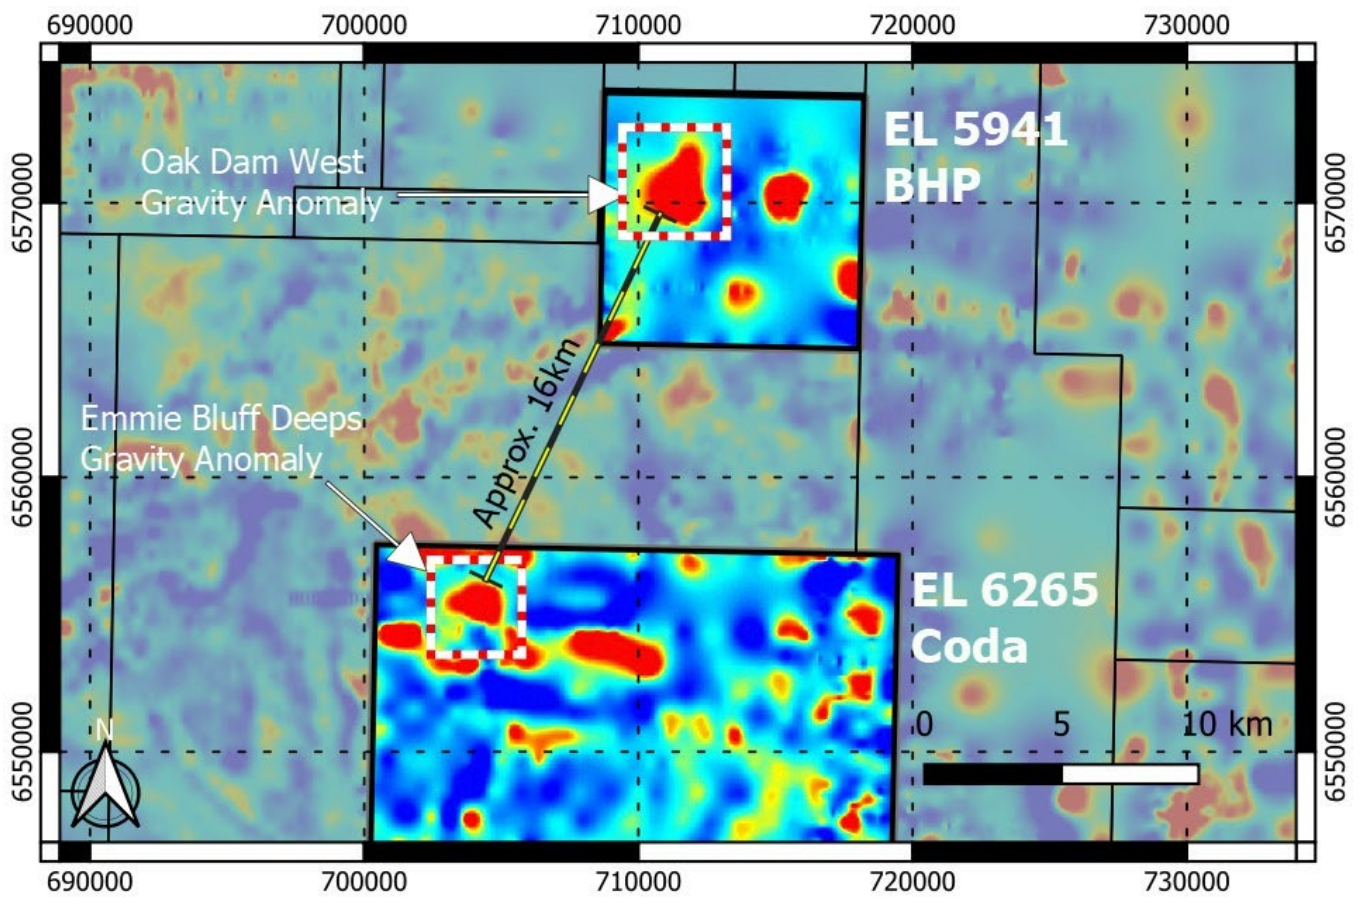 690000 700000 710000 720000 730000
EL 5941
BHP
Oak Dam West
Gravity Anomaly
6570000
6570000
Approx. 16km
Emmie Bluff Deeps
Gravity Anomaly
6560000
6560000
EL 6265
Coda
0 5 10 km
N
6550000
6550000
690000 700000 710000 720000 730000